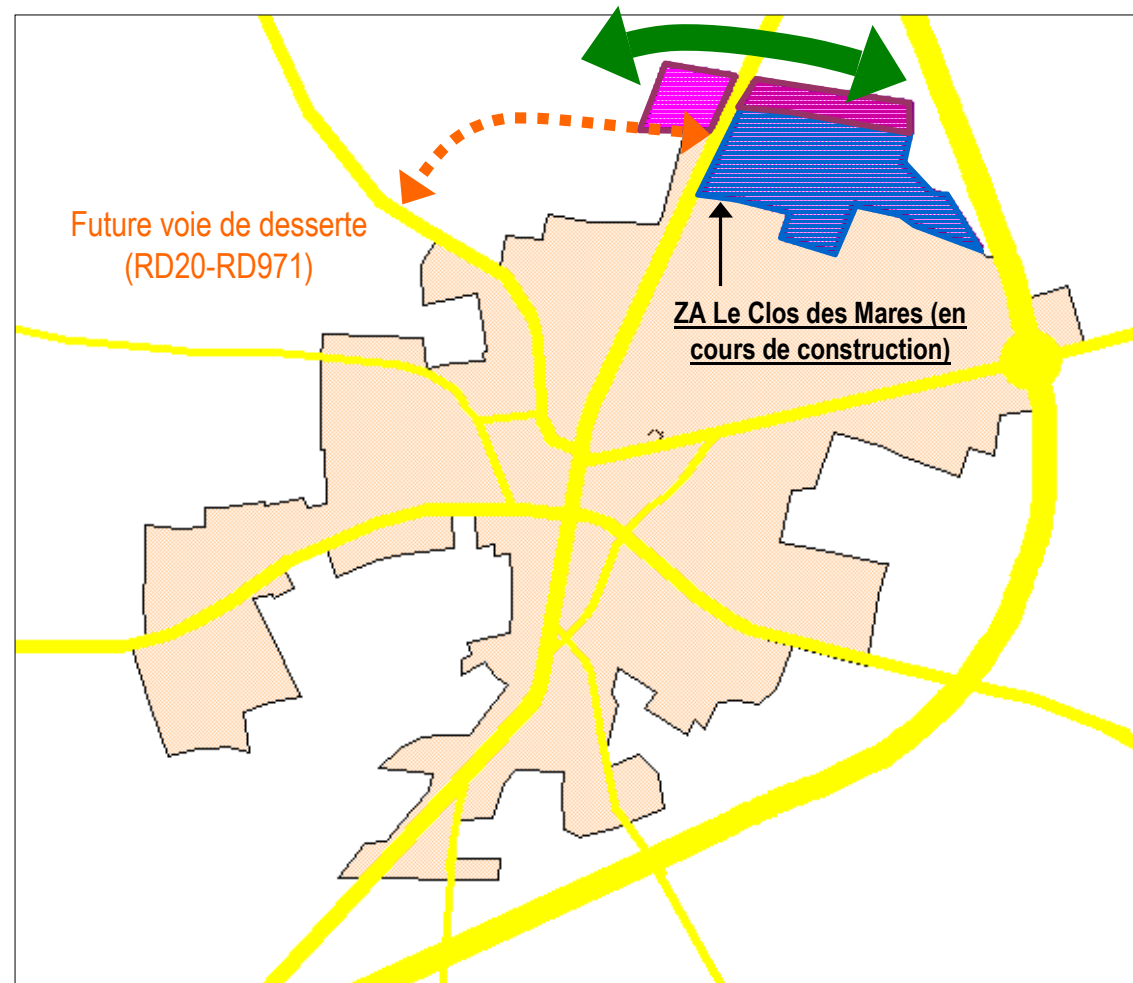 Future voie de desserte
(RD20-RD971)
ZA Le Clos des Mares (en
cours de construction)